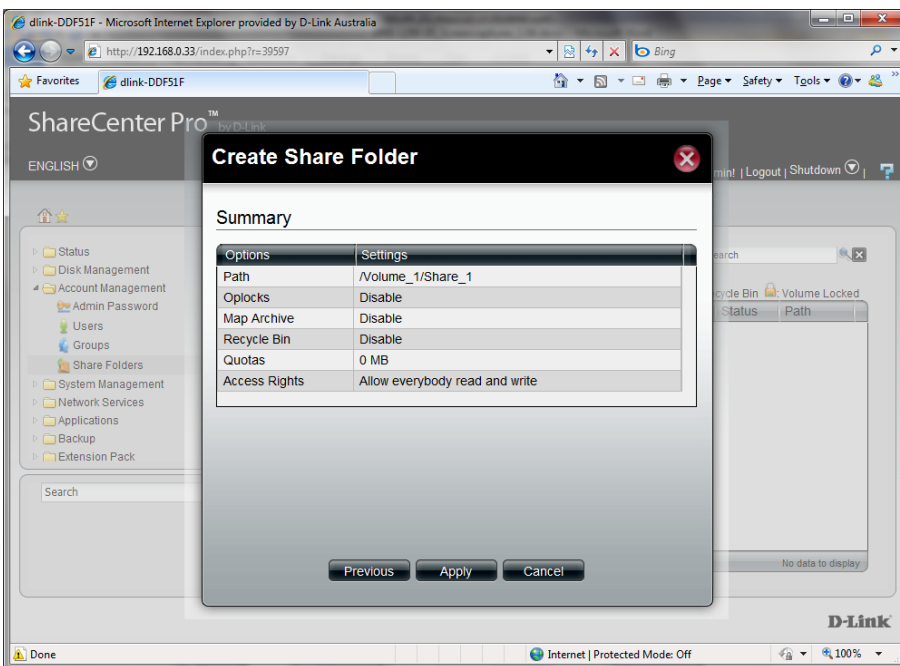 dlink-DDF51F - Microsoft Internet Explorer provided by D-Link Australia
http://192.168.0.33/index.php?r=39597
Bing
Favorites
dlink-DDF51F
Page
Safety
Tools
ShareCenter Pro™ by D-Link
ENGLISH
min! | Logout | Shutdown |
Create Share Folder
Summary
Options Settings
Path /Volume_1/Share_1
Oplocks Disable
Map Archive Disable
Recycle Bin Disable
Quotas 0 MB
Access Rights Allow everybody read and write
Previous Apply Cancel
Status
Disk Management
Account Management
Admin Password
Users
Groups
Share Folders
System Management
Network Services
Applications
Backup
Extension Pack
Search
earch
cycle Bin : Volume Locked
Status Path
No data to display
D-Link
Done
Internet | Protected Mode: Off
100%